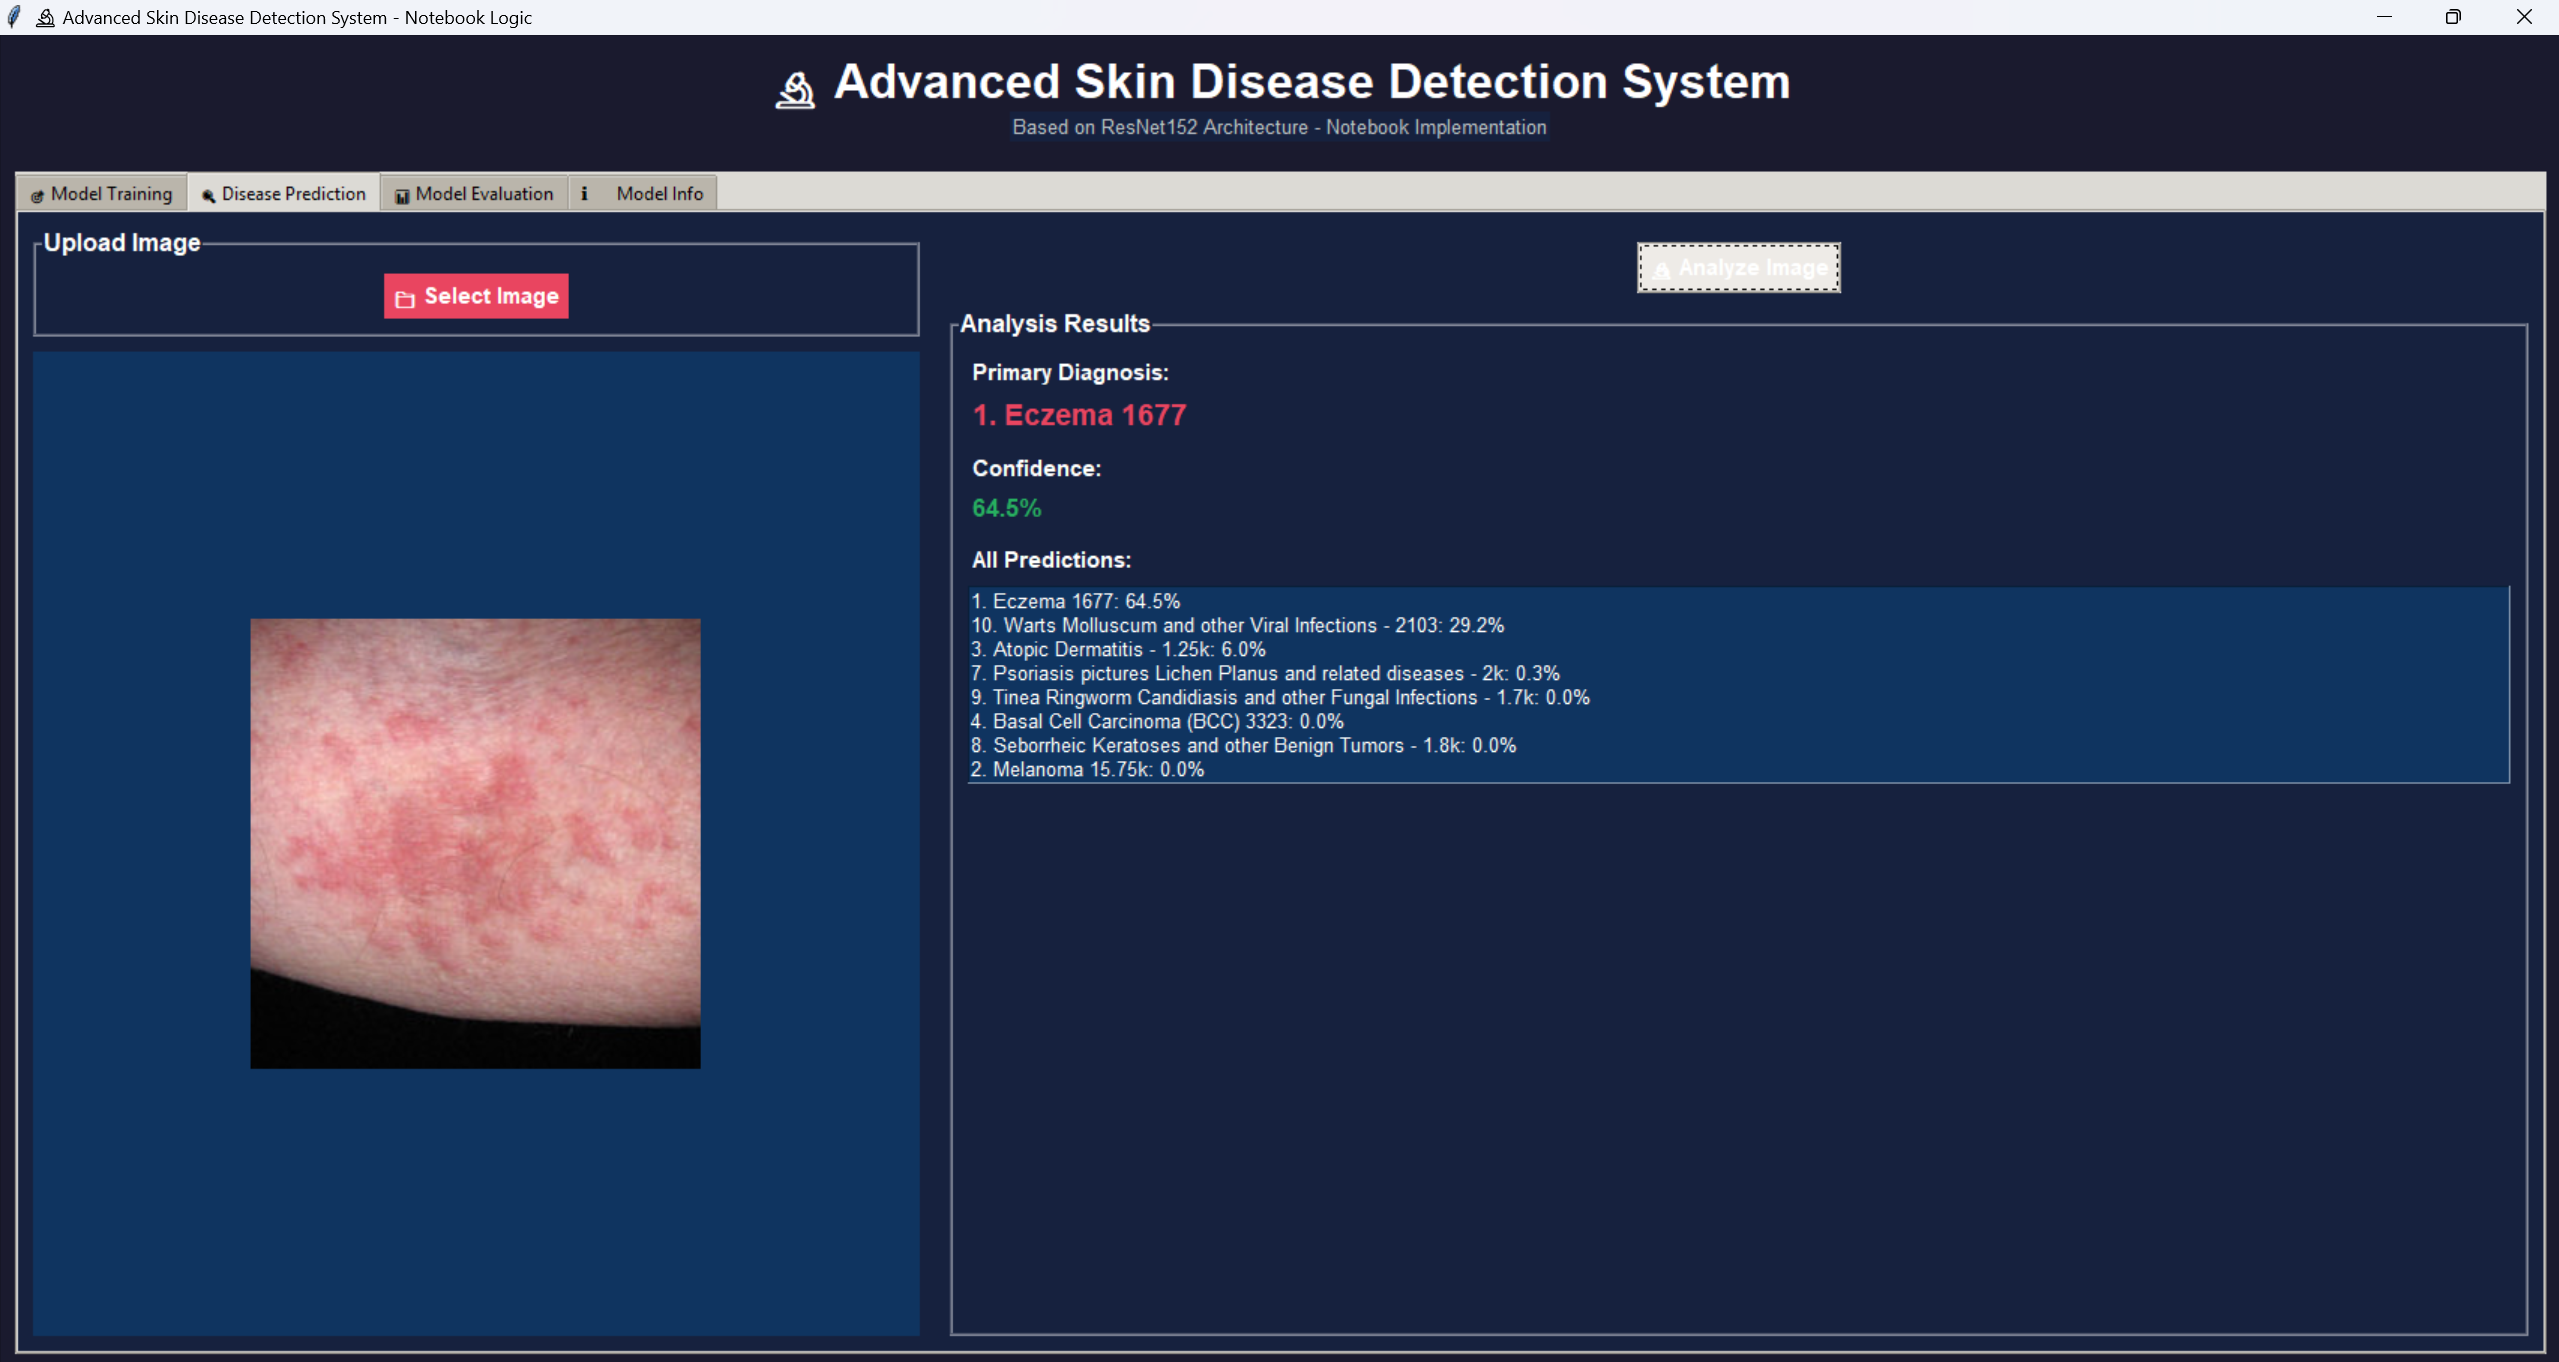 Advanced Skin Disease Detection System - Notebook Logic
Advanced Skin Disease Detection System
Based on ResNet152 Architecture - Notebook Implementation
Model Training
Disease Prediction
Model Evaluation
i Model Info
Upload Image
Select Image
Analyze Image
Analysis Results
Primary Diagnosis:
1. Eczema 1677
Confidence:
64.5%
All Predictions:
1. Eczema 1677: 64.5%
10. Warts Molluscum and other Viral Infections - 2103: 29.2%
3. Atopic Dermatitis - 1.25k: 6.0%
7. Psoriasis pictures Lichen Planus and related diseases - 2k: 0.3%
9. Tinea Ringworm Candidiasis and other Fungal Infections - 1.7k: 0.0%
4. Basal Cell Carcinoma (BCC) 3323: 0.0%
8. Seborrheic Keratoses and other Benign Tumors - 1.8k: 0.0%
2. Melanoma 15.75k: 0.0%